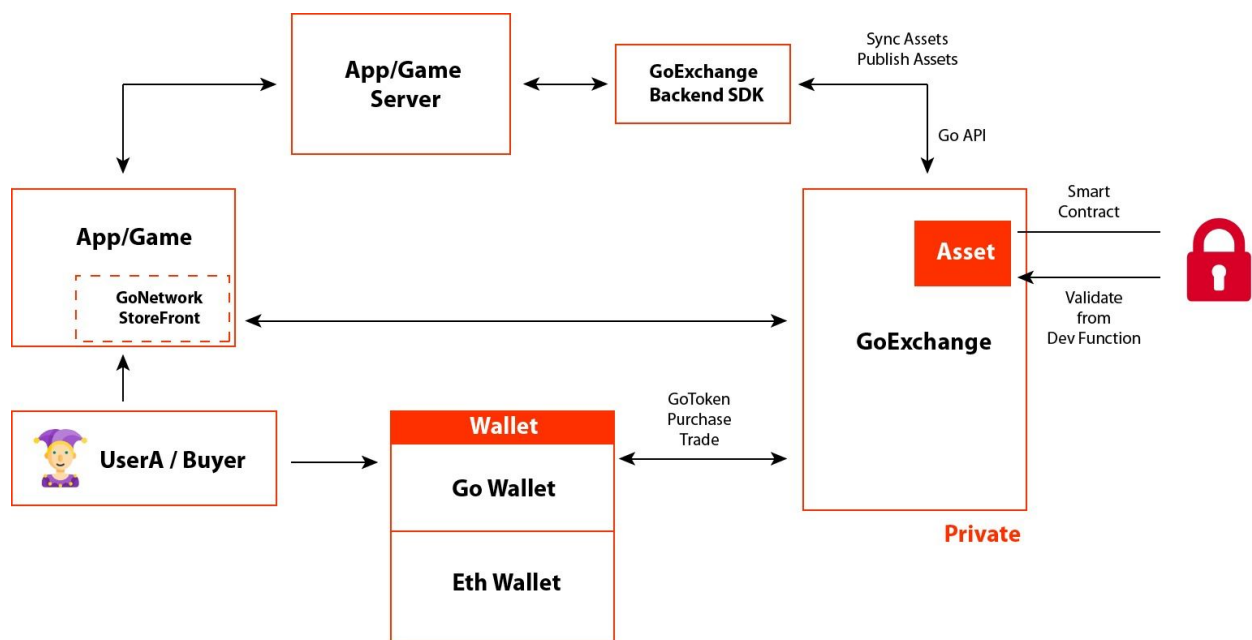 App/Game
Server
GoExchange
Backend SDK
Sync Assets
Publish Assets
Go API
App/Game
GoNetwork
StoreFront
Asset
GoExchange
Smart
Contract
Validate
from
Dev Function
UserA / Buyer
Wallet
Go Wallet
Eth Wallet
GoToken
Purchase
Trade
Private